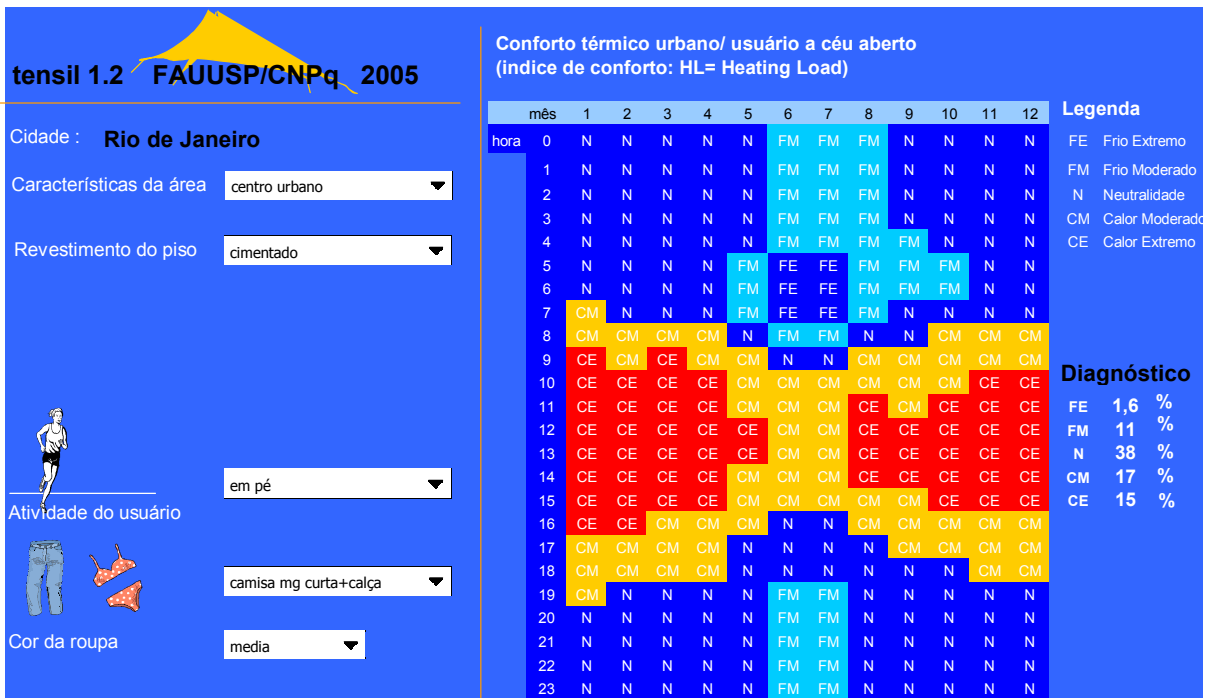 tensil 1.2 FAUUSP/CNPq 2005
Cidade : Rio de Janeiro
Características da área centro urbano
Revestimento do piso cimentado
em pé
Atividade do usuário
camisa mg curta+calça
Cor da roupa media
Conforto térmico urbano/ usuário a céu aberto
(indice de conforto: HL= Heating Load)
mês 1 2 3 4 5 6 7 8 9 10 11 12
hora 0 N N N N N FM FM FM N N N N
1 N N N N N FM FM FM N N N N
2 N N N N N FM FM FM N N N N
3 N N N N N FM FM FM N N N N
4 N N N N N FM FM FM FM N N N
5 N N N N FM FE FE FM FM FM N N
6 N N N N FM FE FE FM FM FM N N
7 CM N N N FM FE FE FM N N N N
8 CM CM CM CM N FM FM N N CM CM CM
9 CE CM CE CM CM N N CM CM CM CM CM
10 CE CE CE CE CM CM CM CM CM CM CE CE
11 CE CE CE CE CM CM CM CE CM CE CE CE
12 CE CE CE CE CE CM CM CE CE CE CE CE
13 CE CE CE CE CE CM CM CE CE CE CE CE
14 CE CE CE CE CM CM CM CE CE CE CE CE
15 CE CE CE CE CM CM CM CM CM CE CE CE
16 CE CE CM CM CM N N CM CM CM CM CM
17 CM CM CM CM N N N N CM CM CM CM
18 CM CM CM CM N N N N N N CM CM
19 CM N N N N FM FM N N N N N
20 N N N N N FM FM N N N N N
21 N N N N N FM FM N N N N N
22 N N N N N FM FM N N N N N
23 N N N N N FM FM N N N N N
Legenda
FE Frio Extremo
FM Frio Moderado
N Neutralidade
CM Calor Moderado
CE Calor Extremo
Diagnóstico
FE 1,6 %
FM 11 %
N 38 %
CM 17 %
CE 15 %